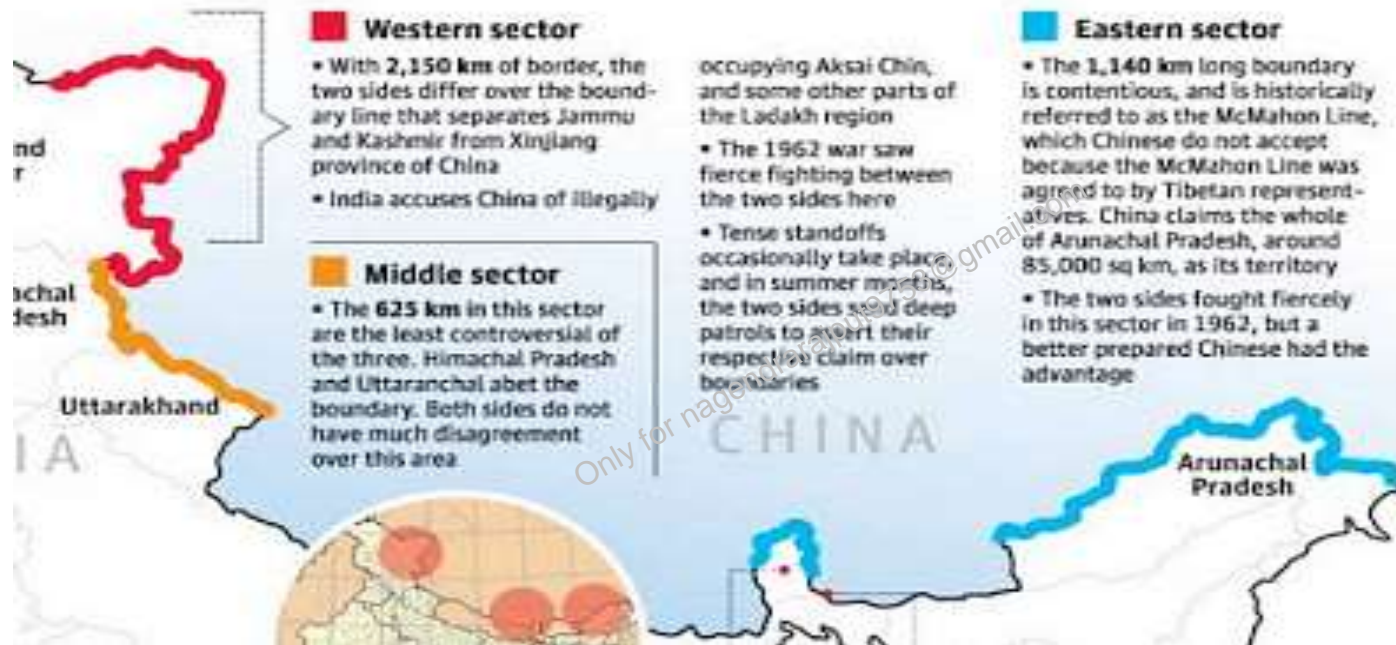 Western sector
• With 2,150 km of border, the
two sides differ over the bound-
ary line that separates Jammu
and Kashmir from Xinjiang
province of China
• India accuses China of illegally
occupying Aksai Chin,
and some other parts of
the Ladakh region
• The 1962 war saw
fierce fighting between
the two sides here
• Tense standoffs
occasionally take place,
and in summer months,
the two sides send deep
patrols to assert their
respective claim over
boundaries
Middle sector
• The 625 km in this sector
are the least controversial of
the three. Himachal Pradesh
and Uttaranchal abet the
boundary. Both sides do not
have much disagreement
over this area
Eastern sector
• The 1,140 km long boundary
is contentious, and is historically
referred to as the McMahon Line,
which Chinese do not accept
because the McMahon Line was
agreed to by Tibetan represent-
atives. China claims the whole
of Arunachal Pradesh, around
85,000 sq km, as its territory
• The two sides fought fiercely
in this sector in 1962, but a
better prepared Chinese had the
advantage
nd
r
achal
desh
Uttarakhand
IA
CHINA
Arunachal
Pradesh
Only for